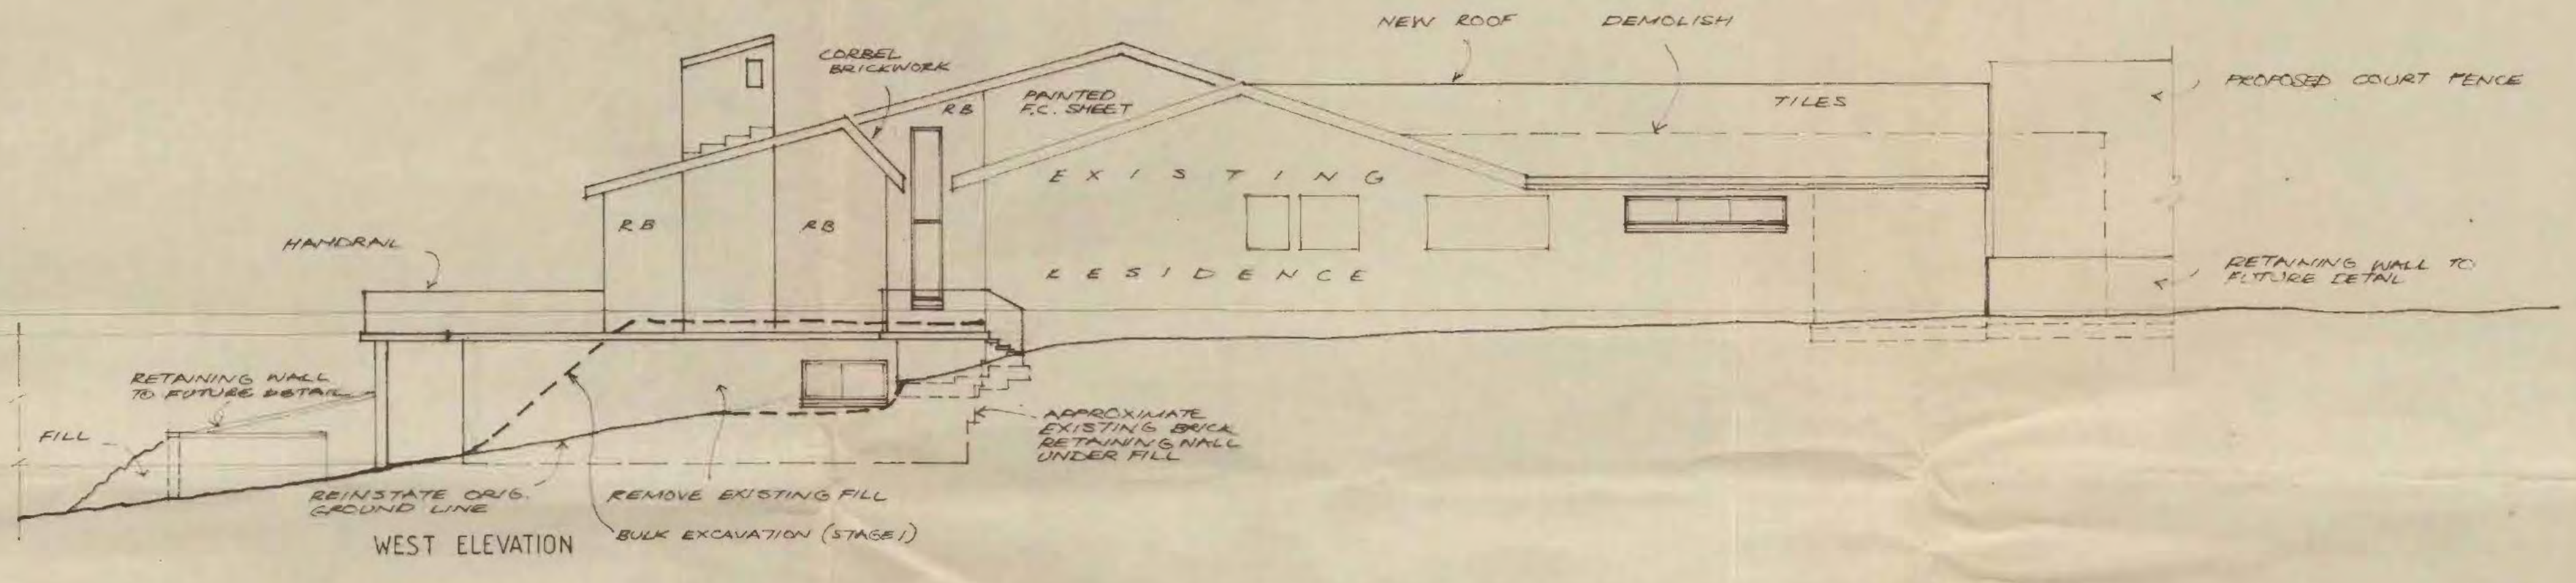 NEW ROOF
DEMOLISH
CORBEL
BRICKWORK
RB
PAINTED
F.C. SHEET
TILES
PROPOSED COURT FENCE
EXISTING
RESIDENCE
RB
RB
HANDRAIL
RETAINING WALL TO
FUTURE DETAIL
RETAINING WALL
TO FUTURE DETAIL
FILL
APPROXIMATE
EXISTING BRICK
RETAINING WALL
UNDER FILL
REINSTATE ORIG.
GROUND LINE
REMOVE EXISTING FILL
BULK EXCAVATION (STAGE 1)
WEST ELEVATION